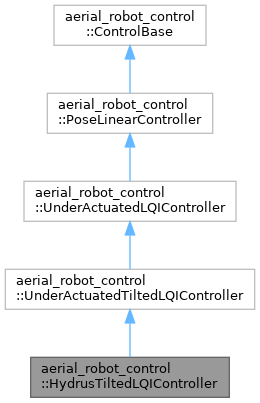 aerial_robot_control
::ControlBase
aerial_robot_control
::PoseLinearController
aerial_robot_control
::UnderActuatedLQIController
aerial_robot_control
::UnderActuatedTiltedLQIController
aerial_robot_control
::HydrusTiltedLQIController